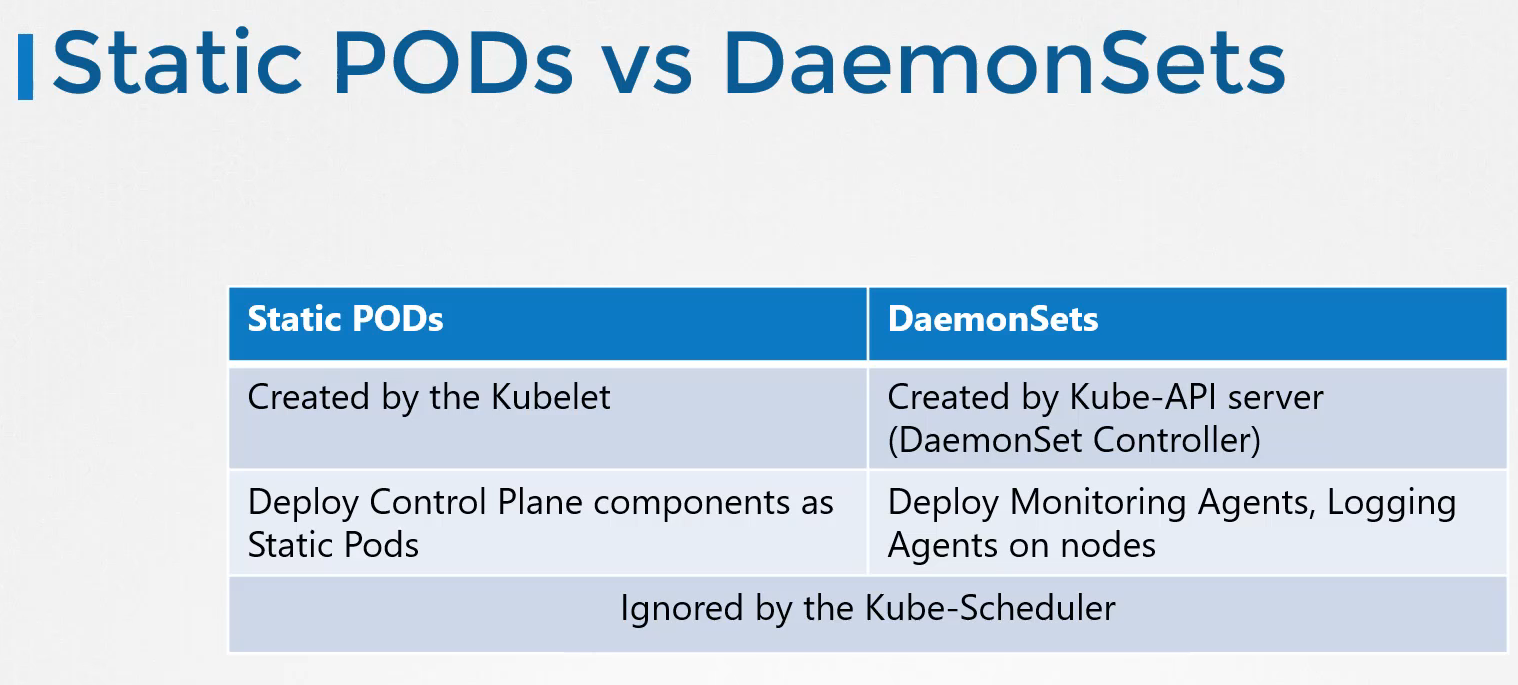 Static PODs vs DaemonSets
Static PODs
DaemonSets
Created by the Kubelet
Created by Kube-API server
(DaemonSet Controller)
Deploy Control Plane components as
Static Pods
Deploy Monitoring Agents, Logging
Agents on nodes
Ignored by the Kube-Scheduler